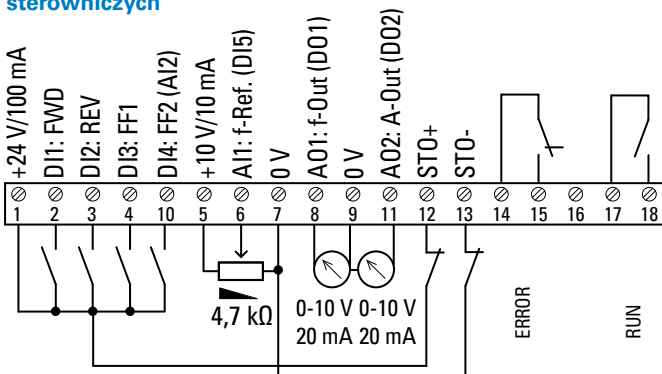 sterowniczych
+24 V/100 mA
DI1: FWD
DI2: REV
DI3: FF1
DI4: FF2 (AI2)
+10 V/10 mA
AI1: f-Ref. (DI5)
0 V
AO1: f-Out (DO1)
0 V
AO2: A-Out (DO2)
STO+
STO-
1 2 3 4 10 5 6 7 8 9 11 12 13 14 15 16 17 18
4,7 kΩ
0-10 V 0-10 V
20 mA 20 mA
ERROR
RUN